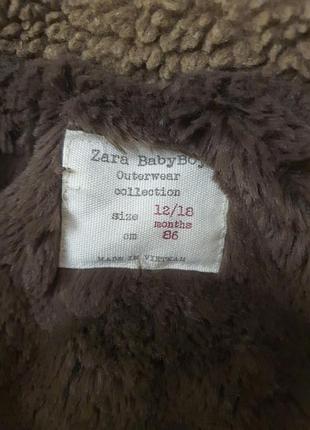 Zara BabyBoy
Outerwear
collection
size 12/18
months
cm 86
MADE IN VIETNAM